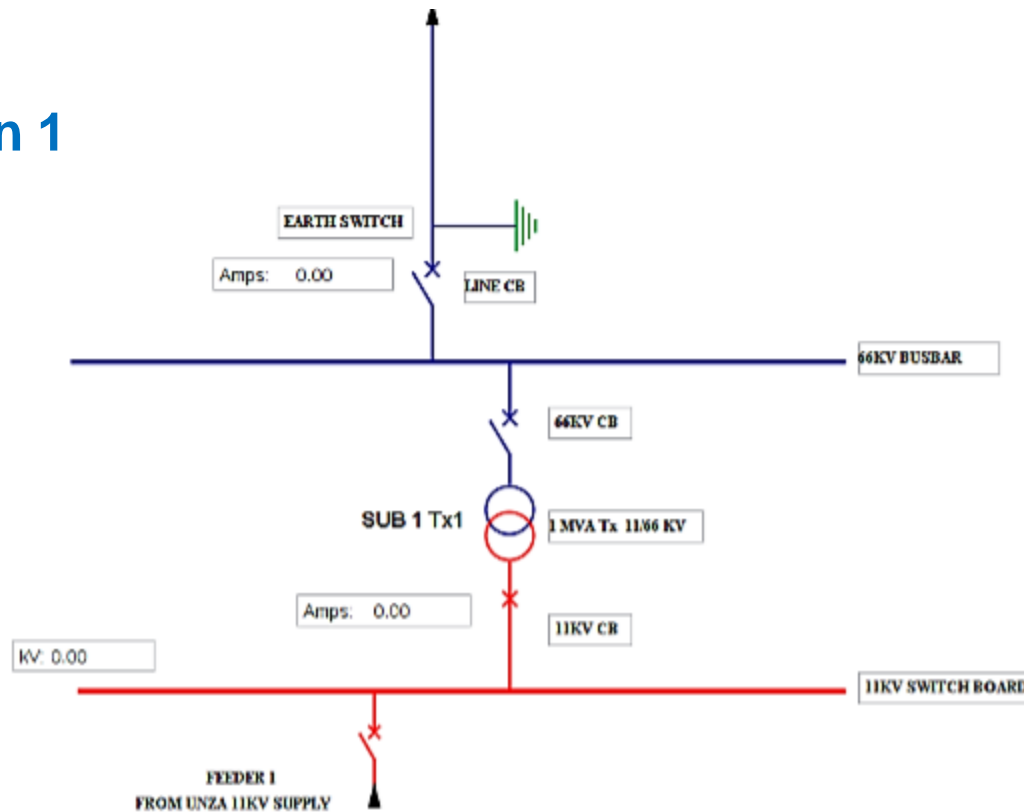 n 1
EARTH SWITCH
Amps: 0.00
LINE CB
66KV BUSBAR
66KV CB
SUB 1 Tx1
1 MVA Tx 11/66 KV
Amps: 0.00
11KV CB
KV: 0.00
11KV SWITCH BOARD
FEEDER 1
FROM UNZA 11KV SUPPLY